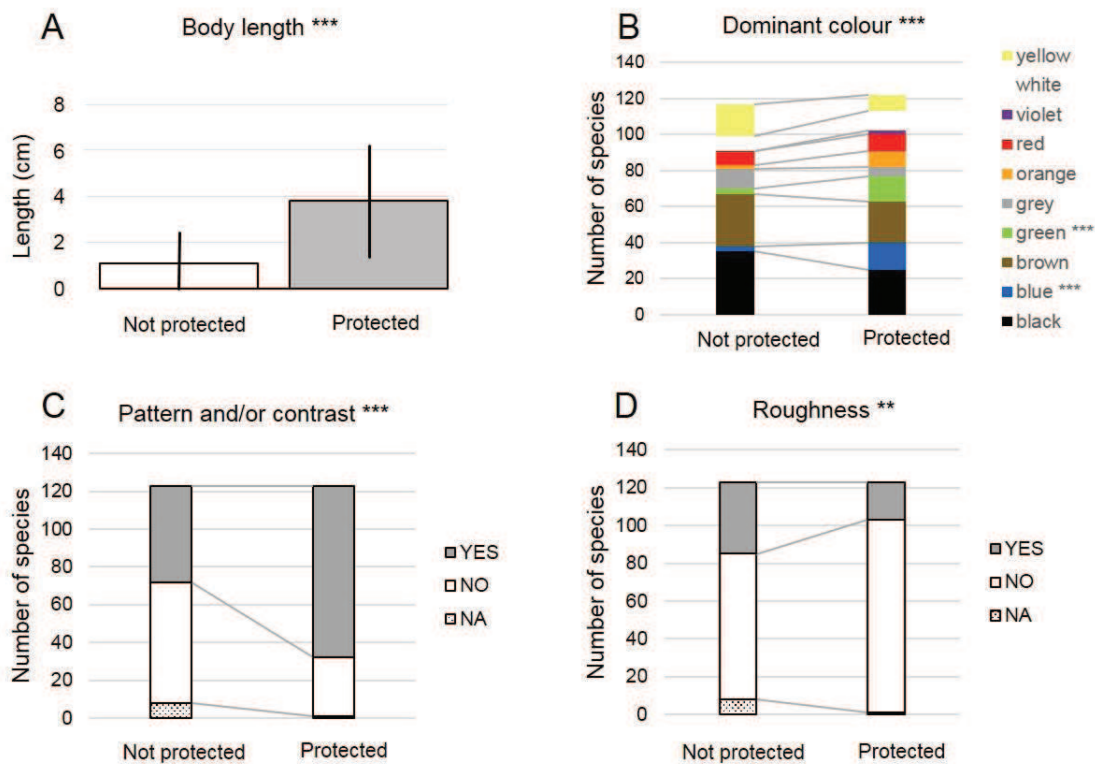 A
Body length ***
Length (cm)
8
6
4
2
0
Not protected
Protected
B
Dominant colour ***
Number of species
140
120
100
80
60
40
20
0
Not protected
Protected
yellow
white
violet
red
orange
grey
green ***
brown
blue ***
black
C
Pattern and/or contrast ***
Number of species
140
120
100
80
60
40
20
0
Not protected
Protected
YES
NO
NA
D
Roughness **
Number of species
140
120
100
80
60
40
20
0
Not protected
Protected
YES
NO
NA